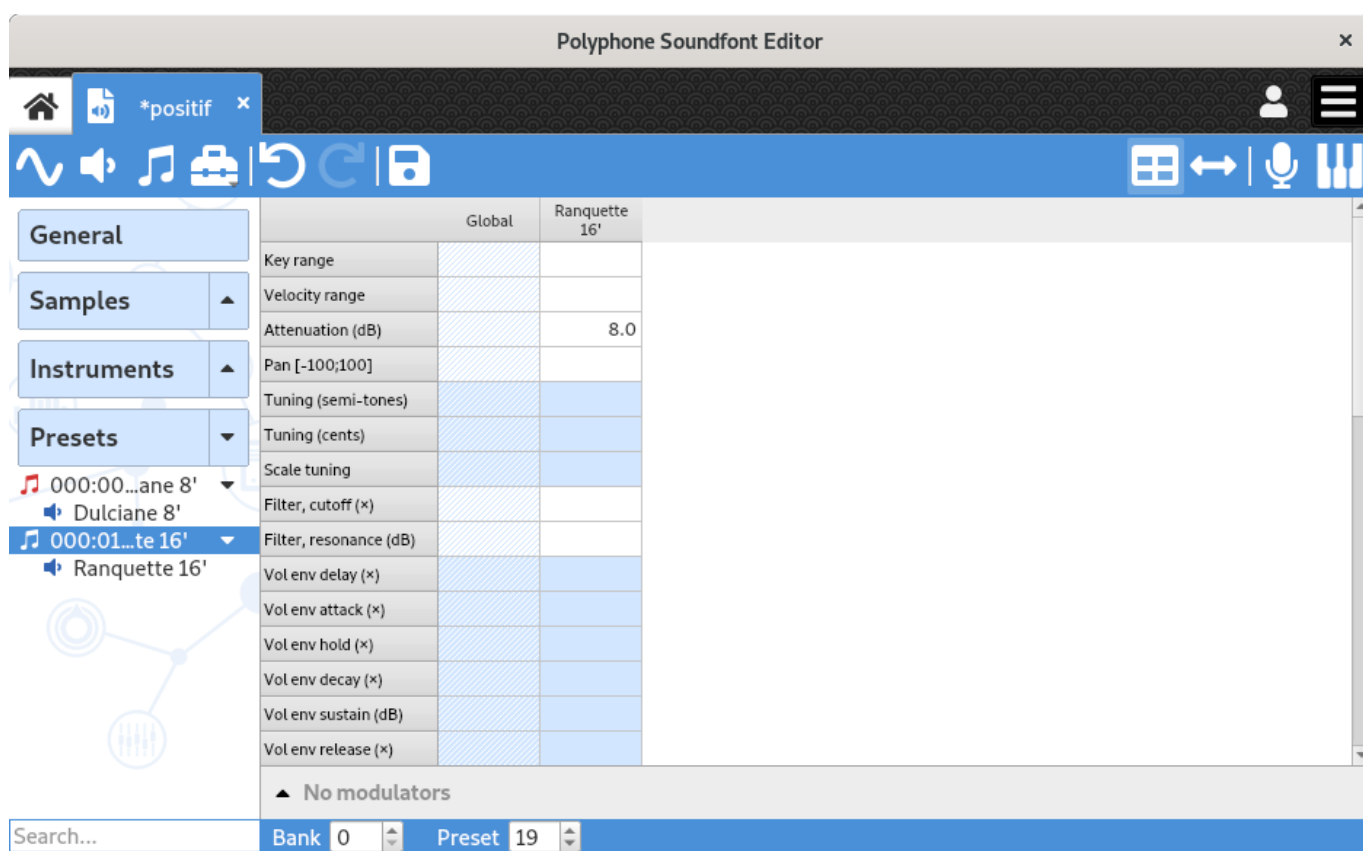 Polyphone Soundfont Editor
*positif
General
Samples
Instruments
Presets
000:00...ane 8'
Dulciane 8'
000:01...te 16'
Ranquette 16'
Search...
Global
Ranquette
16'
Key range
Velocity range
Attenuation (dB) 8.0
Pan [-100;100]
Tuning (semi-tones)
Tuning (cents)
Scale tuning
Filter, cutoff (×)
Filter, resonance (dB)
Vol env delay (×)
Vol env attack (×)
Vol env hold (×)
Vol env decay (×)
Vol env sustain (dB)
Vol env release (×)
No modulators
Bank 0 Preset 19